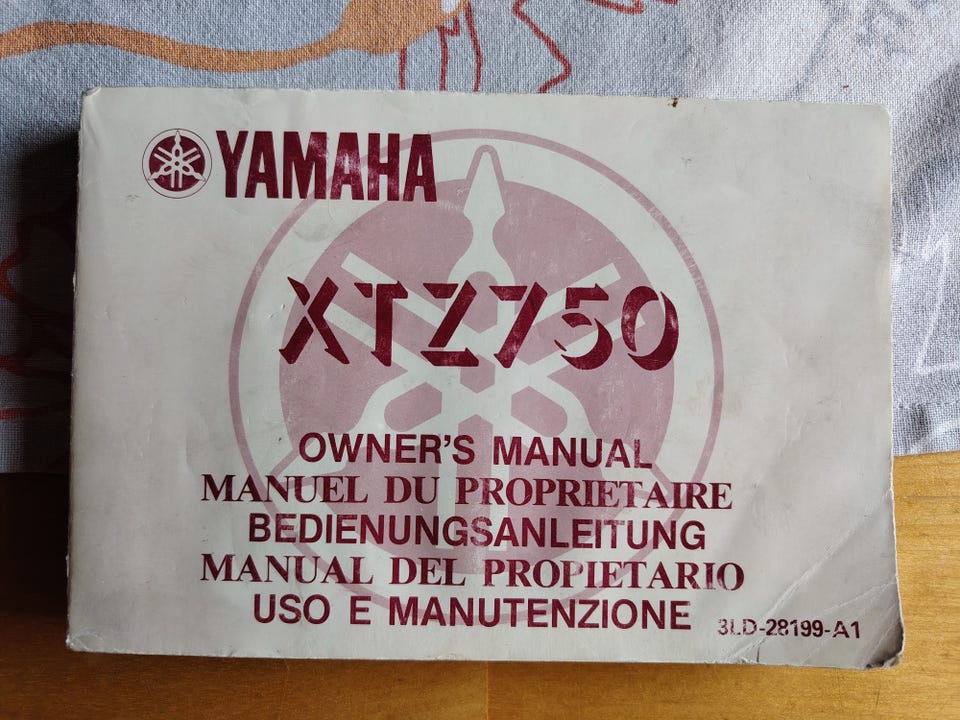 YAMAHA
XTZ750
OWNER'S MANUAL
MANUEL DU PROPRIETAIRE
BEDIENUNGSANLEITUNG
MANUAL DEL PROPIETARIO
USO E MANUTENZIONE
3LD-28199-A1